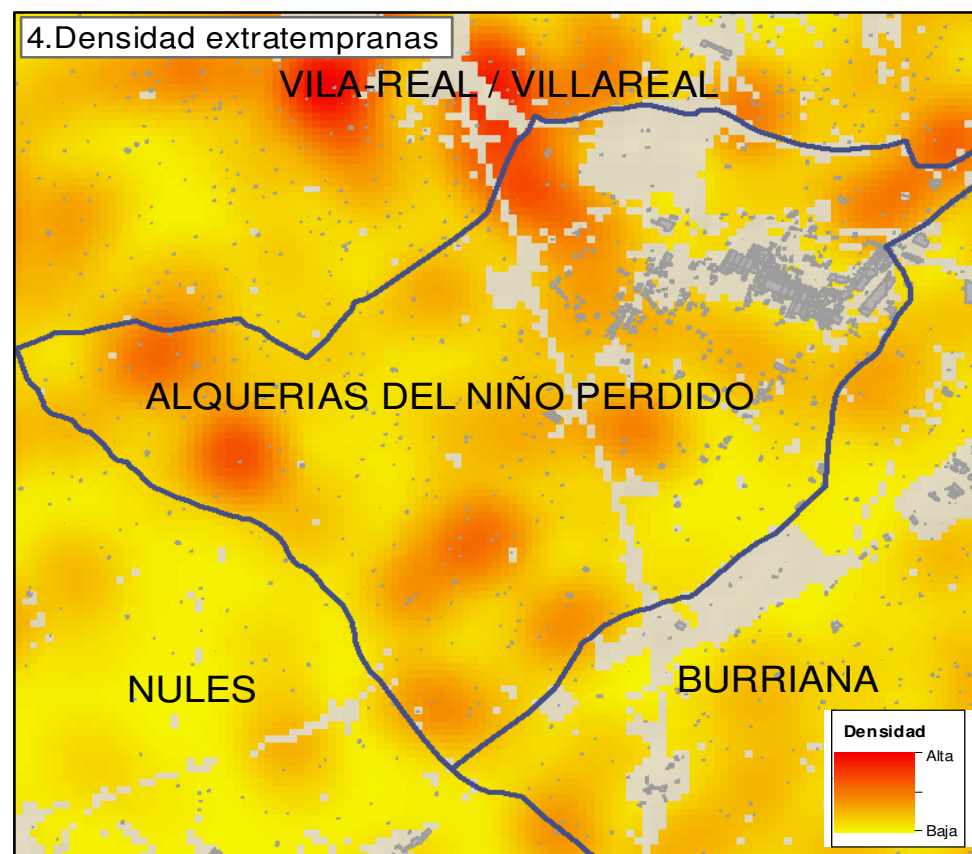 4.Densidad extratempranas
VILA-REAL / VILLAREAL
ALQUERIAS DEL NIÑO PERDIDO
NULES
BURRIANA
Densidad
Alta
Baja